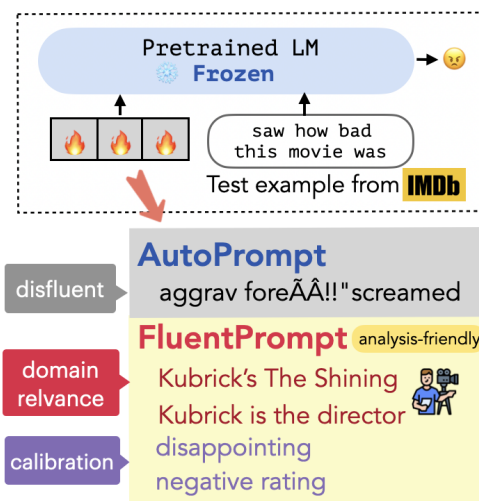 Pretrained LM
Frozen
saw how bad
this movie was
Test example from IMDb
AutoPrompt
disfluent
aggrav foreÃÂ!!"screamed
FluentPrompt analysis-friendly
domain
relvance
Kubrick's The Shining
Kubrick is the director
calibration
disappointing
negative rating